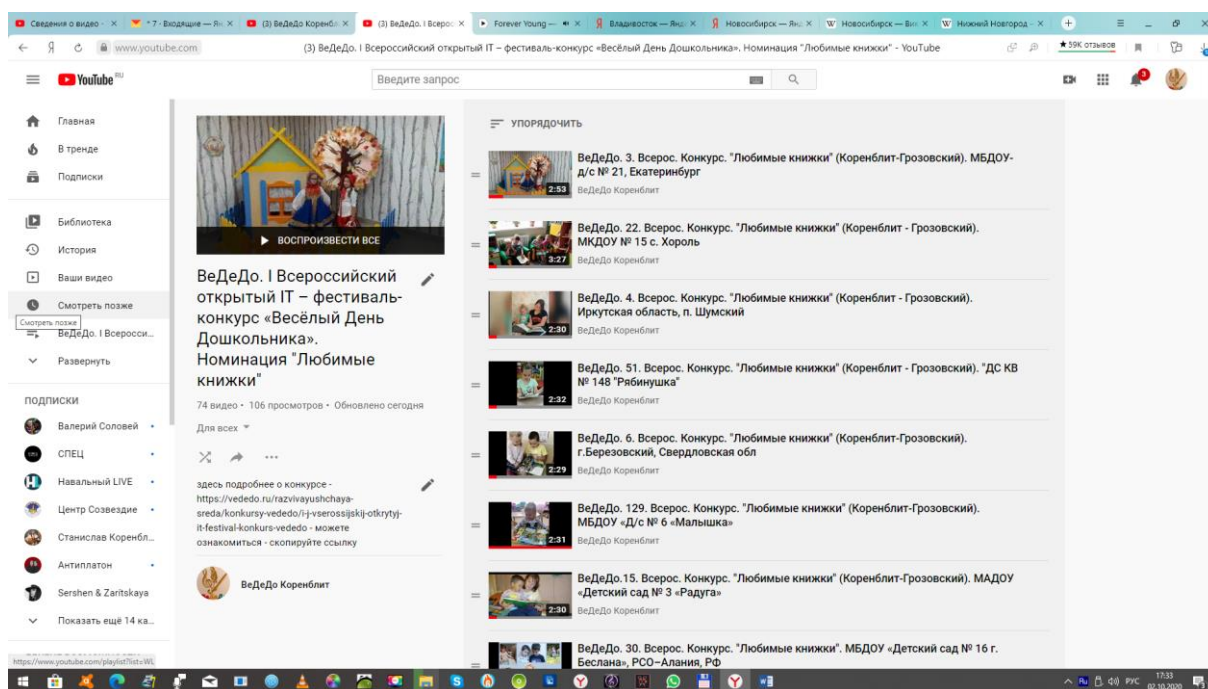 Сведения о видео -
* 7 · Входящие — Ян
(3) ВеДеДо Коренбл
(3) ВеДеДо. I Всерос
Forever Young —
Владивосток — Янд
Новосибирск — Янд
Новосибирск — Вик
Нижний Новгород -
www.youtube.com
(3) ВеДеДо. I Всероссийский открытый IT – фестиваль-конкурс «Весёлый День Дошкольника». Номинация "Любимые книжки" - YouTube
★ 59K отзывов
YouTube RU
Введите запрос
3
Главная
В тренде
Подписки
Библиотека
История
Ваши видео
Смотреть позже
Смотреть позже
ВеДеДо. I Всеросси...
Развернуть
ПОДПИСКИ
Валерий Соловей
СПЕЦ
Навальный LIVE
Центр Созвездие
Станислав Коренбл...
Антиплатон
Sershen & Zaritskaya
Показать ещё 14 ка...
https://www.youtube.com/playlist?list=WL
ВОСПРОИЗВЕСТИ ВСЕ
ВеДеДо. I Всероссийский
открытый IT – фестиваль-
конкурс «Весёлый День
Дошкольника».
Номинация "Любимые
книжки"
74 видео • 106 просмотров • Обновлено сегодня
Для всех
здесь подробнее о конкурсе -
https://vededo.ru/razvivayushchaya-
sreda/konkursy-vededo/i-j-vserossijskij-otkrytyj-
it-festival-konkurs-vededo - можете
ознакомиться - скопируйте ссылку
ВеДеДо Коренблит
УПОРЯДОЧИТЬ
ВеДеДо. 3. Всерос. Конкурс. "Любимые книжки" (Коренблит-Грозовский). МБДОУ-
д/с № 21, Екатеринбург
2:53
ВеДеДо Коренблит
ВеДеДо. 22. Всерос. Конкурс. "Любимые книжки" (Коренблит - Грозовский).
МКДОУ № 15 с. Хороль
3:27
ВеДеДо Коренблит
ВеДеДо. 4. Всерос. Конкурс. "Любимые книжки" (Коренблит - Грозовский).
Иркутская область, п. Шумский
2:30
ВеДеДо Коренблит
ВеДеДо. 51. Всерос. Конкурс. "Любимые книжки" (Коренблит - Грозовский). "ДС КВ
№ 148 "Рябинушка"
2:32
ВеДеДо Коренблит
ВеДеДо. 6. Всерос. Конкурс. "Любимые книжки" (Коренблит-Грозовский).
г.Березовский, Свердловская обл
2:29
ВеДеДо Коренблит
ВеДеДо. 129. Всерос. Конкурс. "Любимые книжки" (Коренблит-Грозовский).
МБДОУ «Д/с № 6 «Малышка»
2:31
ВеДеДо Коренблит
ВеДеДо.15. Всерос. Конкурс. "Любимые книжки" (Коренблит-Грозовский). МАДОУ
«Детский сад № 3 «Радуга»
2:30
ВеДеДо Коренблит
ВеДеДо. 30. Всерос. Конкурс. "Любимые книжки". МБДОУ «Детский сад № 16 г.
Беслана», РСО–Алания, РФ
РУС
17:33
02.10.2020